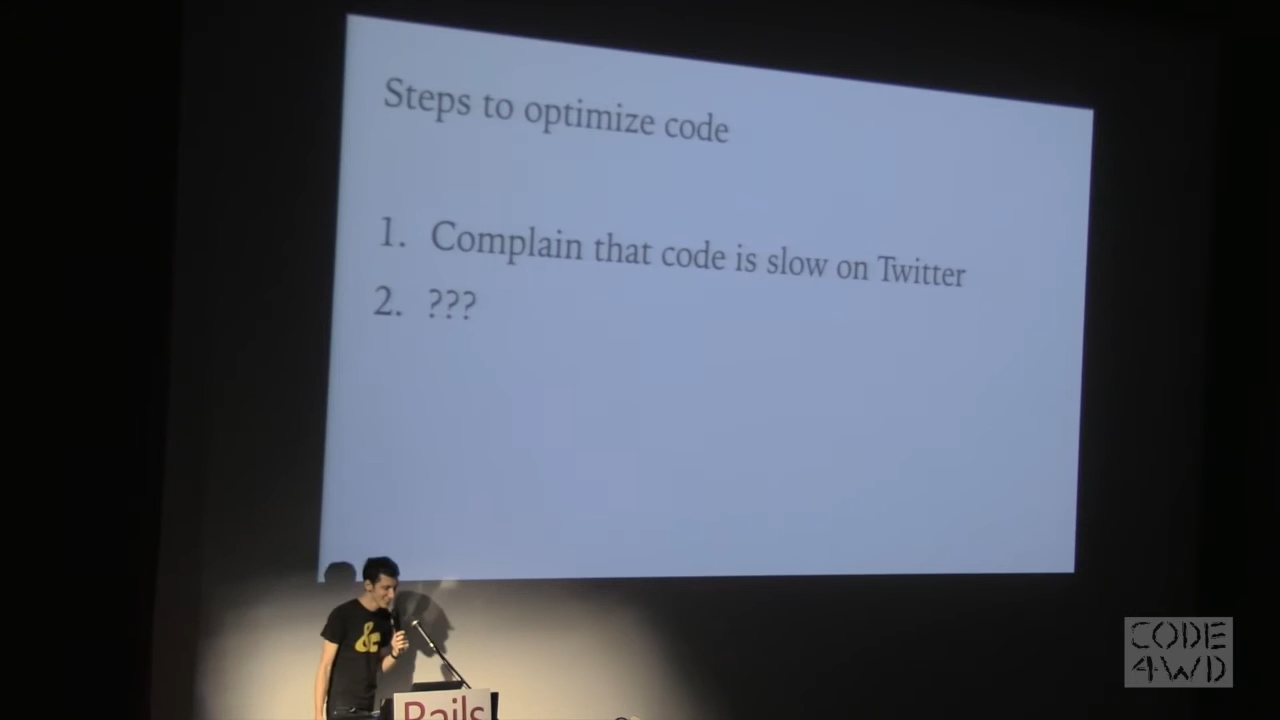 Steps to optimize code
1. Complain that code is slow on Twitter
2. ???
&
Rails
CODE
4WD